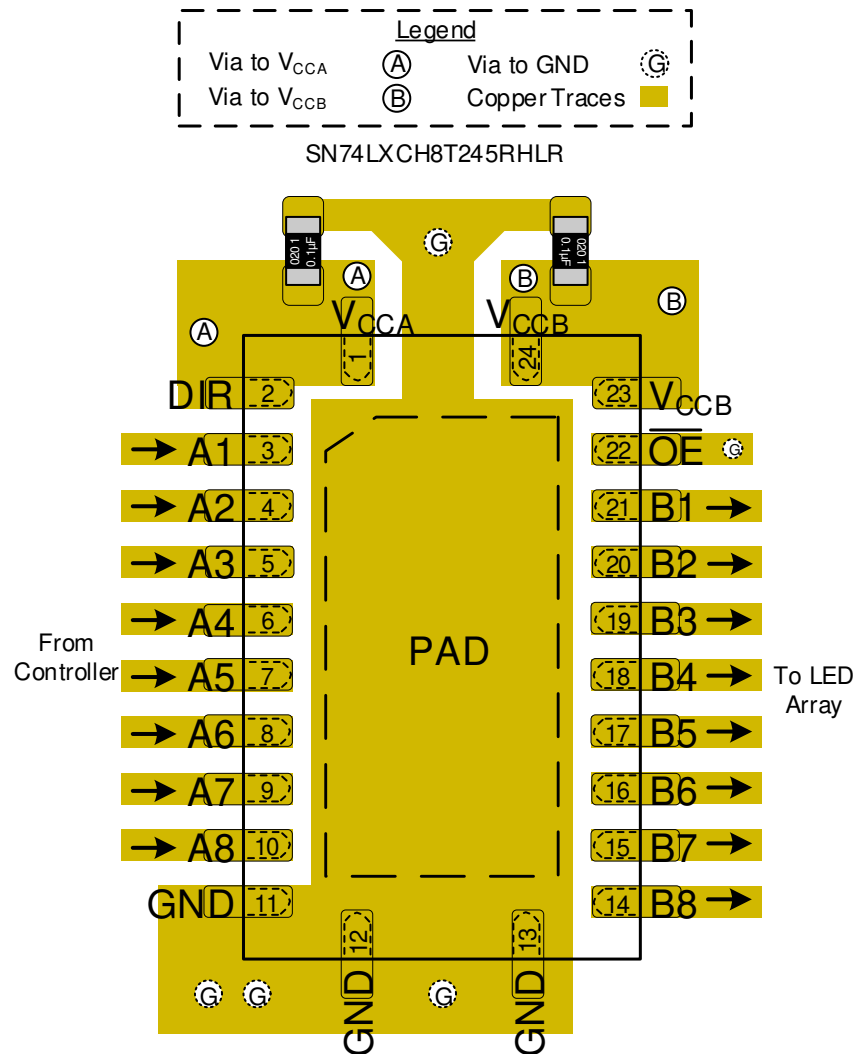 Legend
Via to VCCA A Via to GND G
Via to VCCB B Copper Traces
SN74LXCH8T245RHLR
0201 0.1µF
G
0201 0.1µF
A
B
A
B
VCCA
VCCB
1
24
DIR 2
23 VCCB
A1 3
22 OE G
A2 4
21 B1
A3 5
20 B2
A4 6
19 B3
From
Controller
A5 7
PAD
18 B4
To LED
Array
A6 8
17 B5
A7 9
16 B6
A8 10
15 B7
GND 11
14 B8
12
13
G G G
GND
GND